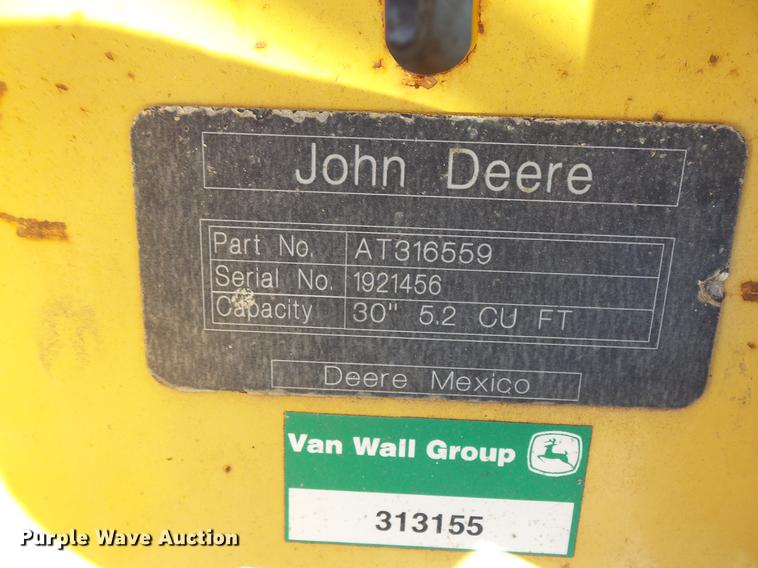 John Deere
Part No. AT316559
Serial No. 1921456
Capacity 30" 5.2 CU FT
Deere Mexico
Van Wall Group
313155
Purple Wave Auction